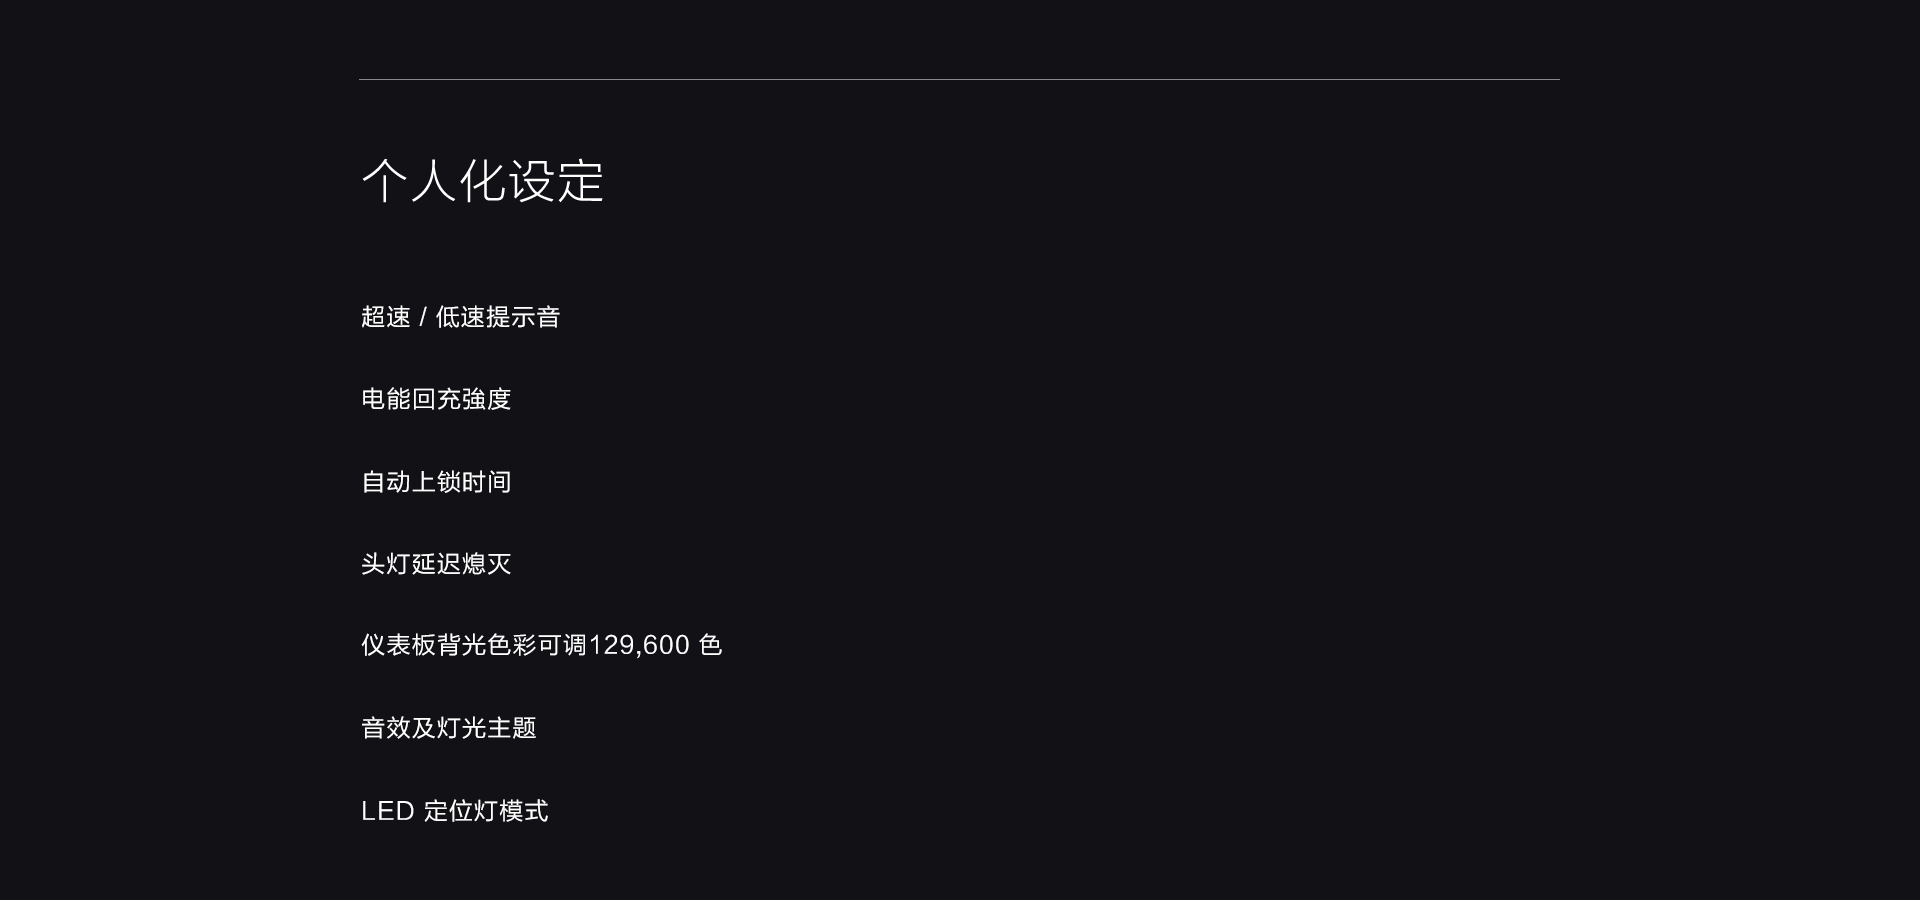 个人化设定
超速 / 低速提示音
电能回充強度
自动上锁时间
头灯延迟熄灭
仪表板背光色彩可调129,600 色
音效及灯光主题
LED 定位灯模式